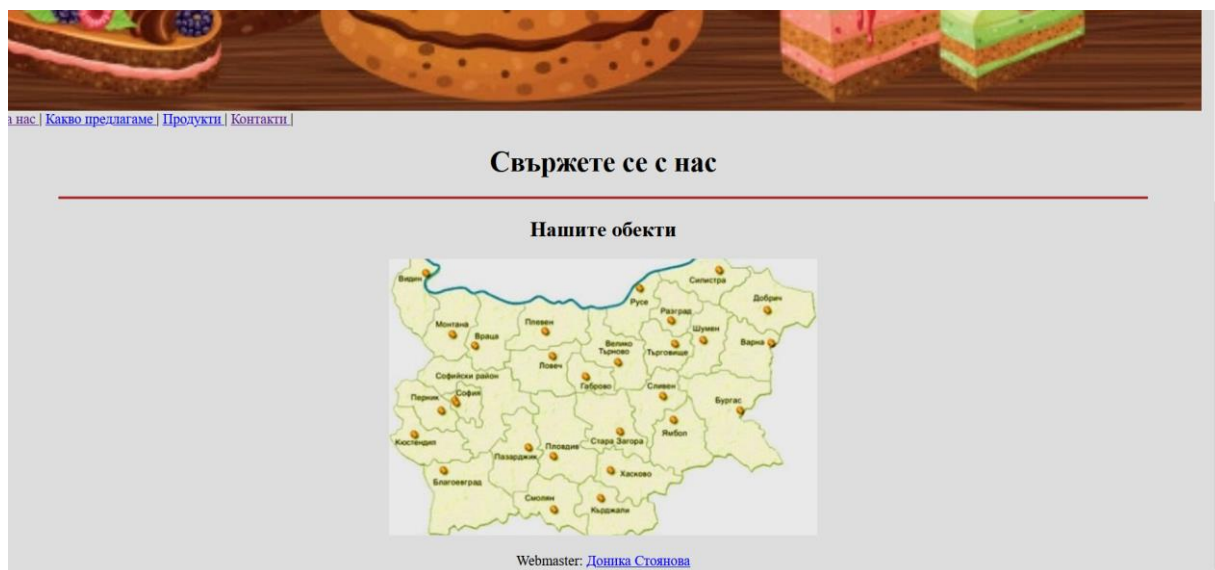 а нас | Какво предлагаме | Продукти | Контакти |
Свържете се с нас
Нашите обекти
Видин
Силистра
Русе
Добрич
Разград
Монтана
Плевен
Шумен
Враца
Велико
Търново
Търговище
Варна
Ловеч
Софийски район
Габрово
Сливен
Перник
София
Бургас
Ямбол
Кюстендил
Пловдив
Стара Загора
Пазарджик
Хасково
Благоевград
Смолян
Кърджали
Webmaster: Доника Стоянова